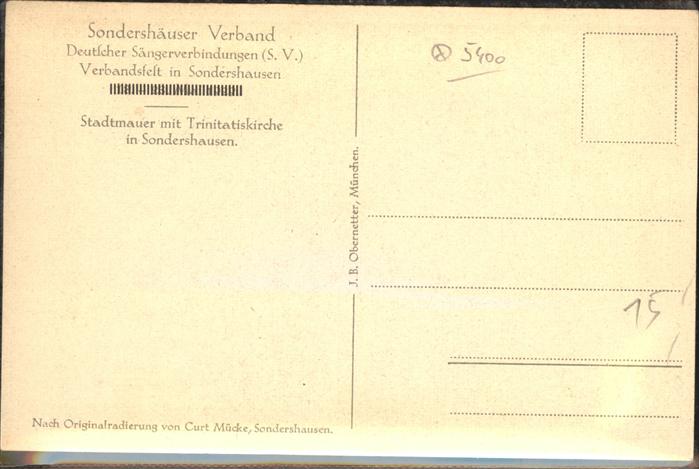 Sondershäuser Verband
Deutscher Sängerverbindungen (S. V.)
Verbandsfest in Sondershausen
Stadtmauer mit Trinitatiskirche
in Sondershausen.
Nach Originalradierung von Curt Mücke, Sondershausen.
J. B. Obernetter, München.
5400
15